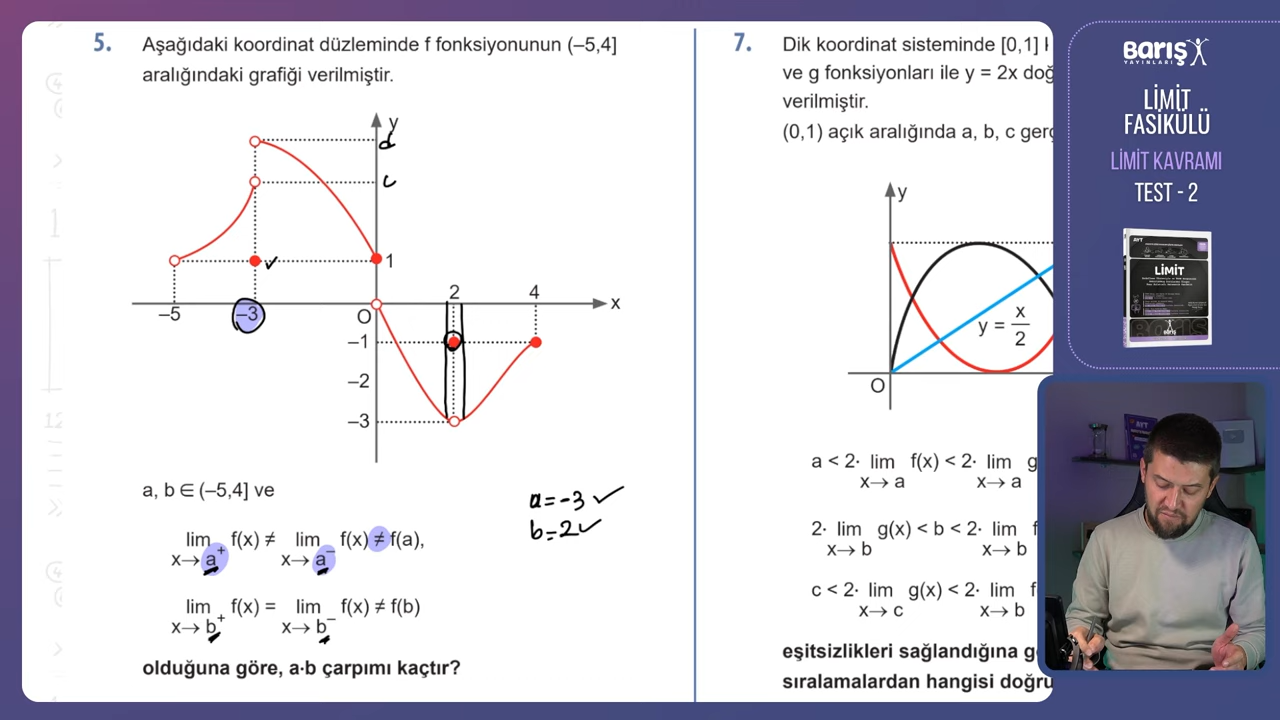 5. Aşağıdaki koordinat düzleminde f fonksiyonunun (–5,4]
aralığındaki grafiği verilmiştir.
y
d
c
1
–5
–3
O
2
4
x
–1
–2
–3
a, b ∈ (–5,4] ve
lim f(x) ≠ lim f(x) ≠ f(a),
x→ a⁺ x→ a⁻
lim f(x) = lim f(x) ≠ f(b)
x→ b⁺ x→ b⁻
olduğuna göre, a·b çarpımı kaçtır?
a=-3 ✓
b=2 ✓
7. Dik koordinat sisteminde [0,1]
ve g fonksiyonları ile y = 2x
verilmiştir.
(0,1) açık aralığında a, b, c
y
y = x/2
O
a < 2· lim f(x) < 2· lim g
x→ a x→ a
2· lim g(x) < b < 2· lim f
x→ b x→ b
c < 2· lim g(x) < 2· lim f
x→ c x→ b
eşitsizlikleri sağlandığına
sıralamalardan hangisi
BARIŞ
YAYINLARI
LİMİT
FASİKÜLÜ
LİMİT KAVRAMI
TEST - 2
AYT
LİMİT
BARIŞ